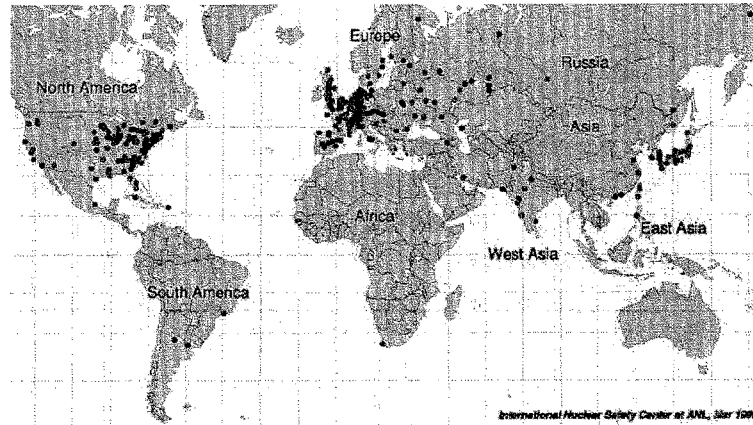 Europe
Russia
North America
Asia
Africa
East Asia
West Asia
South America
International Nuclear Safety Center at ANL, Mar